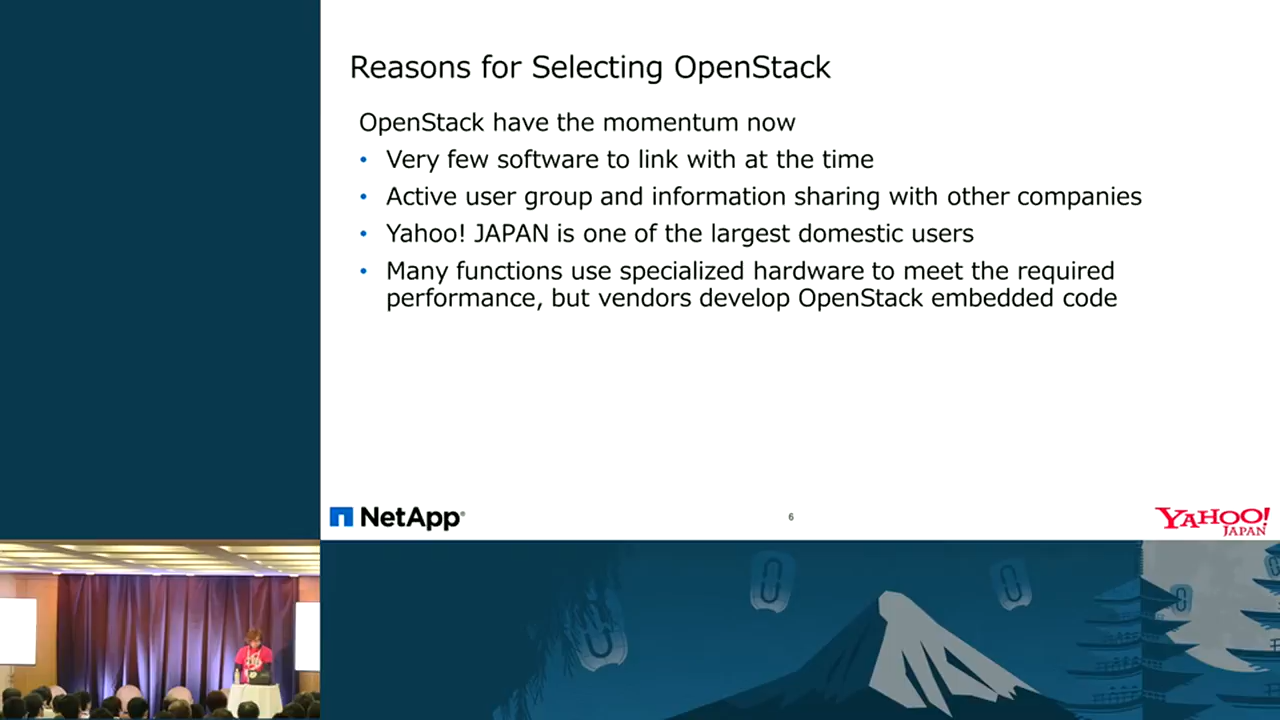 Reasons for Selecting OpenStack
OpenStack have the momentum now
• Very few software to link with at the time
• Active user group and information sharing with other companies
• Yahoo! JAPAN is one of the largest domestic users
• Many functions use specialized hardware to meet the required
performance, but vendors develop OpenStack embedded code
NetApp®
6
YAHOO!
JAPAN